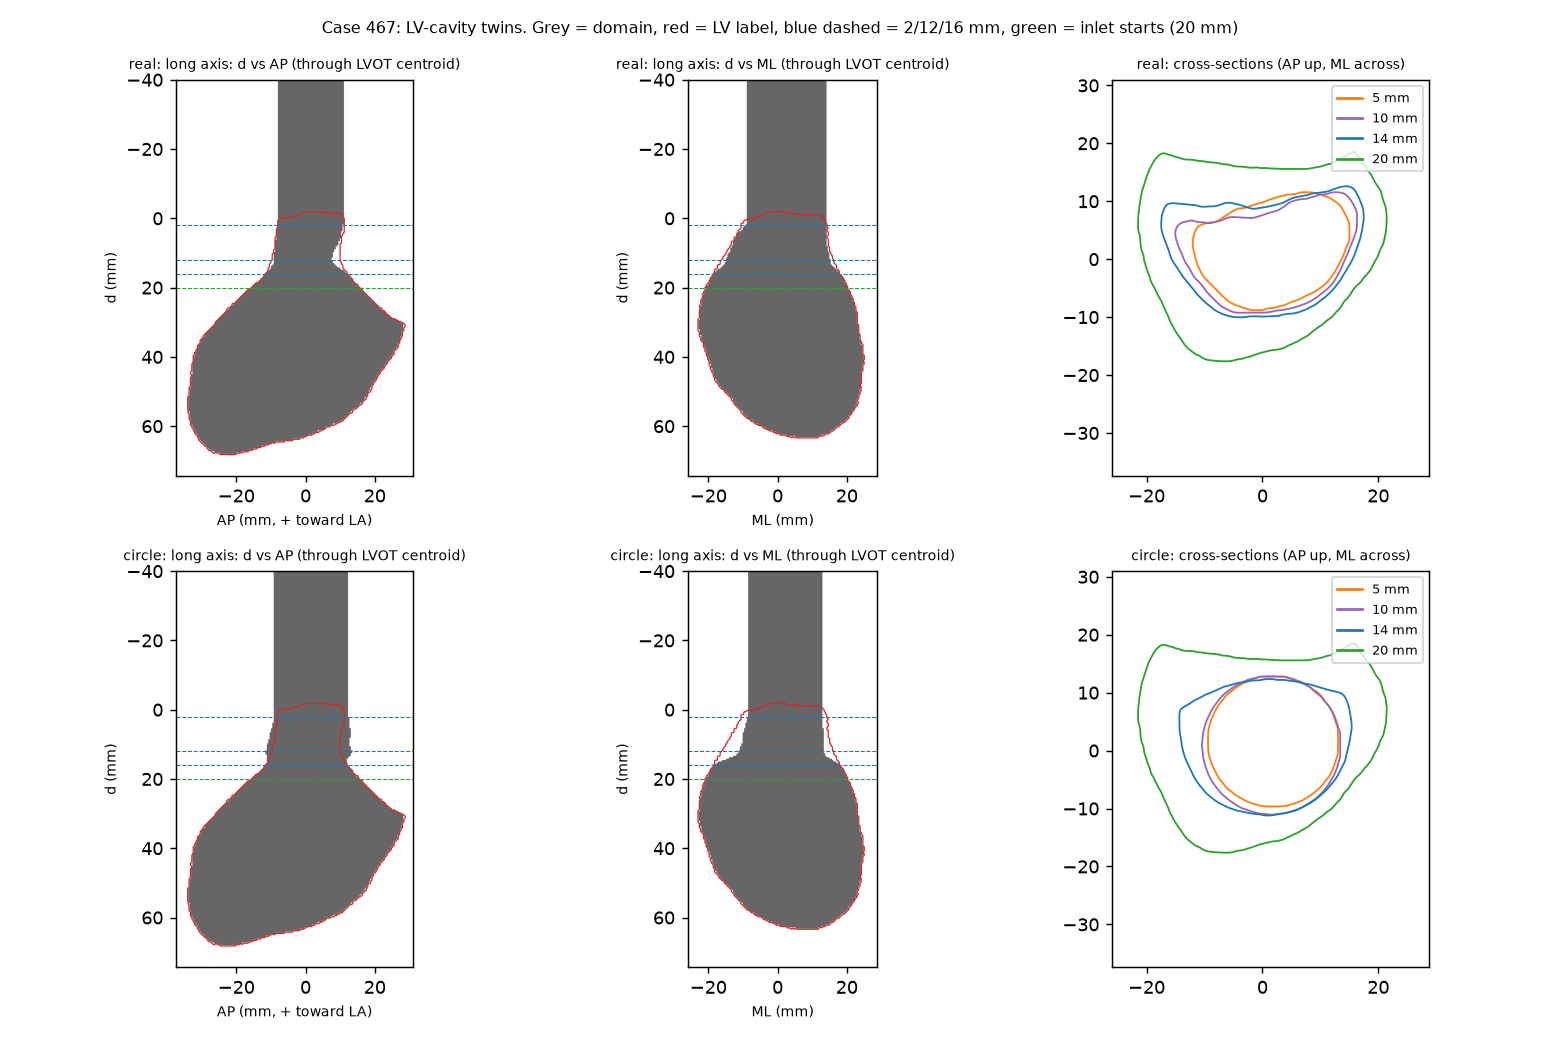 Case 467: LV-cavity twins. Grey = domain, red = LV label, blue dashed = 2/12/16 mm, green = inlet starts (20 mm)
real: long axis: d vs AP (through LVOT centroid)
−40
−20
0
20
40
60
d (mm)
−20
0
20
AP (mm, + toward LA)
real: long axis: d vs ML (through LVOT centroid)
−40
−20
0
20
40
60
d (mm)
−20
0
20
ML (mm)
real: cross-sections (AP up, ML across)
30
20
10
0
−10
−20
−30
−20
0
20
5 mm
10 mm
14 mm
20 mm
circle: long axis: d vs AP (through LVOT centroid)
−40
−20
0
20
40
60
d (mm)
−20
0
20
AP (mm, + toward LA)
circle: long axis: d vs ML (through LVOT centroid)
−40
−20
0
20
40
60
d (mm)
−20
0
20
ML (mm)
circle: cross-sections (AP up, ML across)
30
20
10
0
−10
−20
−30
−20
0
20
5 mm
10 mm
14 mm
20 mm